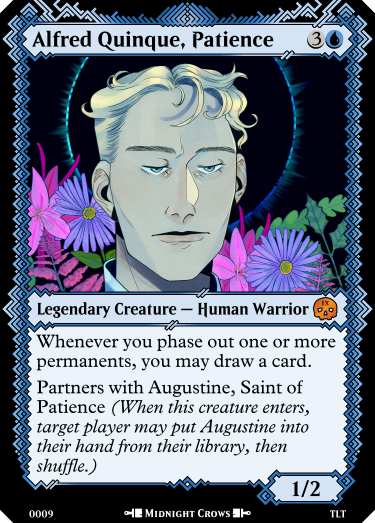 Alfred Quinque, Patience 3
Legendary Creature — Human Warrior IX
Whenever you phase out one or more
permanents, you may draw a card.
Partners with Augustine, Saint of
Patience (When this creature enters,
target player may put Augustine into
their hand from their library, then
shuffle.)
1/2
0009 Midnight Crows TLT